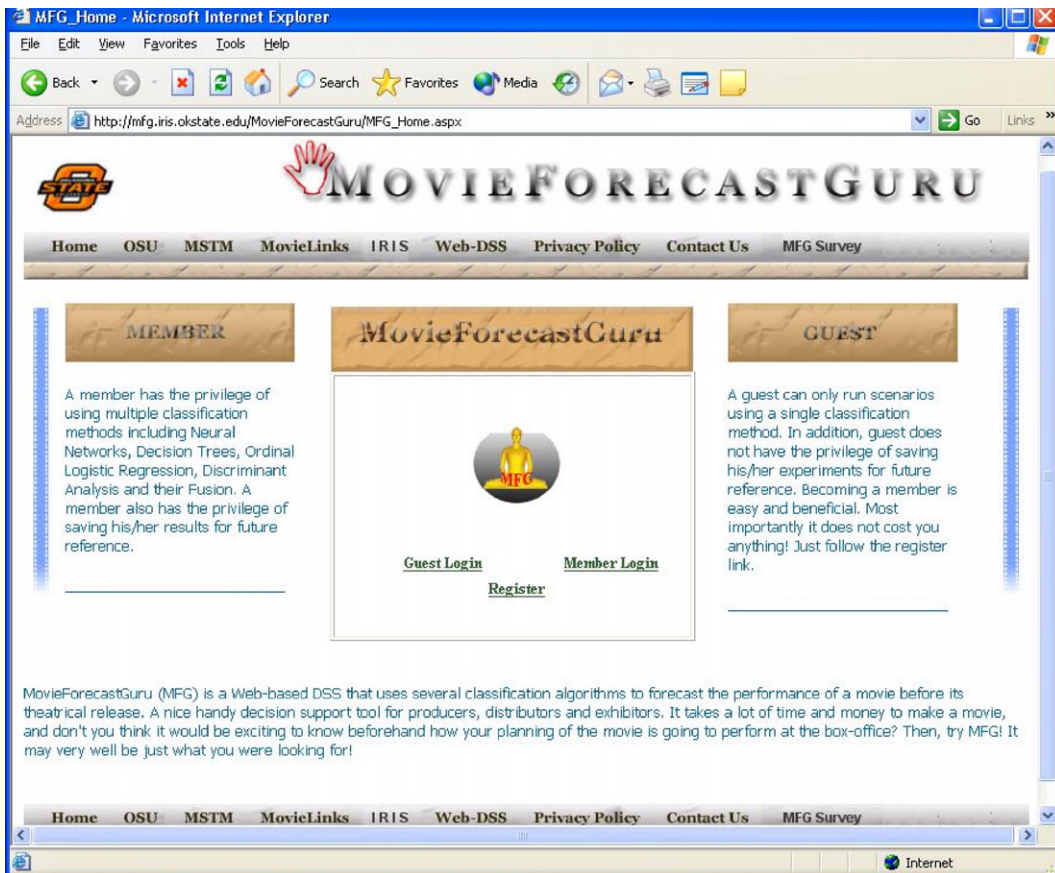 MFG_Home - Microsoft Internet Explorer
File Edit View Favorites Tools Help
Back Search Favorites Media
Address http://mfg.iris.okstate.edu/MovieForecastGuru/MFG_Home.aspx Go Links »
STATE
MOVIEFORECASTGURU
Home OSU MSTM MovieLinks IRIS Web-DSS Privacy Policy Contact Us MFG Survey
MEMBER
A member has the privilege of
using multiple classification
methods including Neural
Networks, Decision Trees, Ordinal
Logistic Regression, Discriminant
Analysis and their Fusion. A
member also has the privilege of
saving his/her results for future
reference.
MovieForecastGuru
MFG
Guest Login Member Login
Register
GUEST
A guest can only run scenarios
using a single classification
method. In addition, guest does
not have the privilege of saving
his/her experiments for future
reference. Becoming a member is
easy and beneficial. Most
importantly it does not cost you
anything! Just follow the register
link.
MovieForecastGuru (MFG) is a Web-based DSS that uses several classification algorithms to forecast the performance of a movie before its
theatrical release. A nice handy decision support tool for producers, distributors and exhibitors. It takes a lot of time and money to make a movie,
and don't you think it would be exciting to know beforehand how your planning of the movie is going to perform at the box-office? Then, try MFG! It
may very well be just what you were looking for!
Home OSU MSTM MovieLinks IRIS Web-DSS Privacy Policy Contact Us MFG Survey
Internet